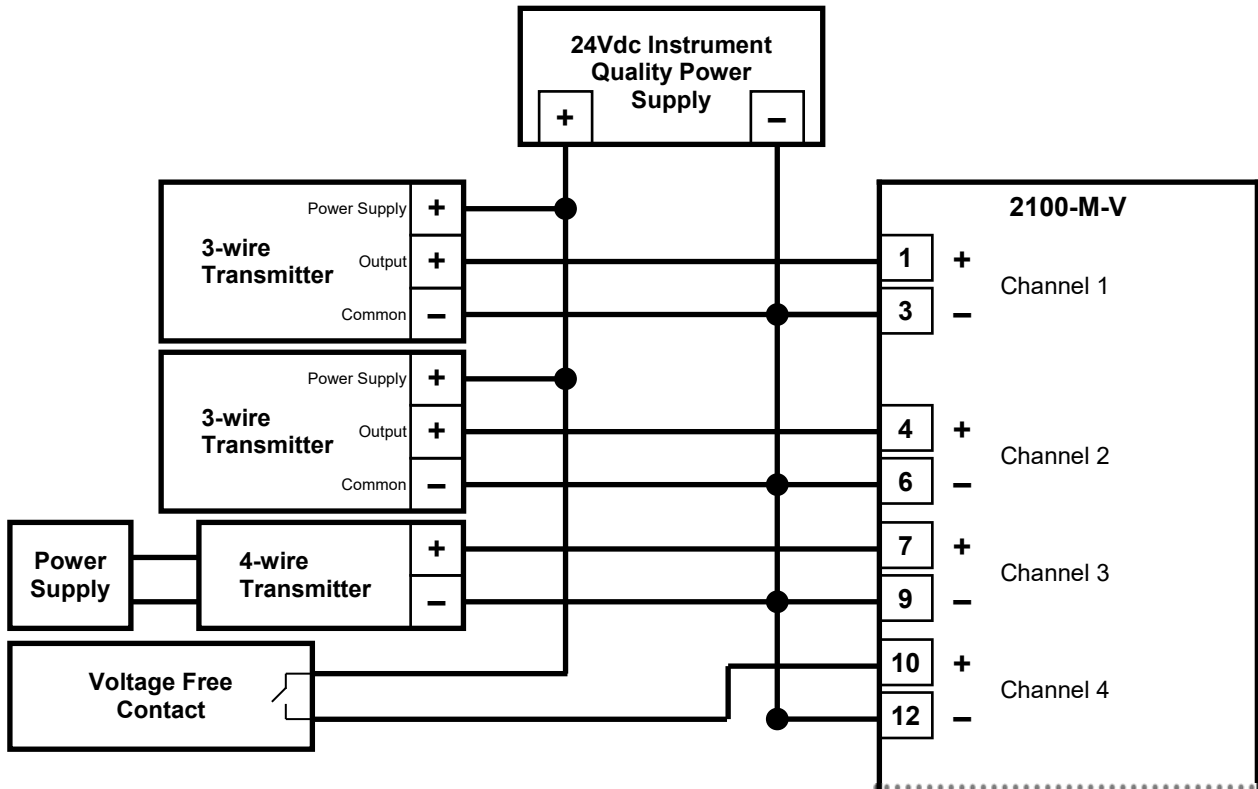 24Vdc Instrument
Quality Power
Supply
+ −
2100-M-V
Power Supply +
3-wire
Transmitter
Output +
Common −
1 +
Channel 1
3 −
Power Supply +
3-wire
Transmitter
Output +
Common −
4 +
Channel 2
6 −
Power
Supply
4-wire
Transmitter
+
−
7 +
Channel 3
9 −
Voltage Free
Contact
10 +
Channel 4
12 −